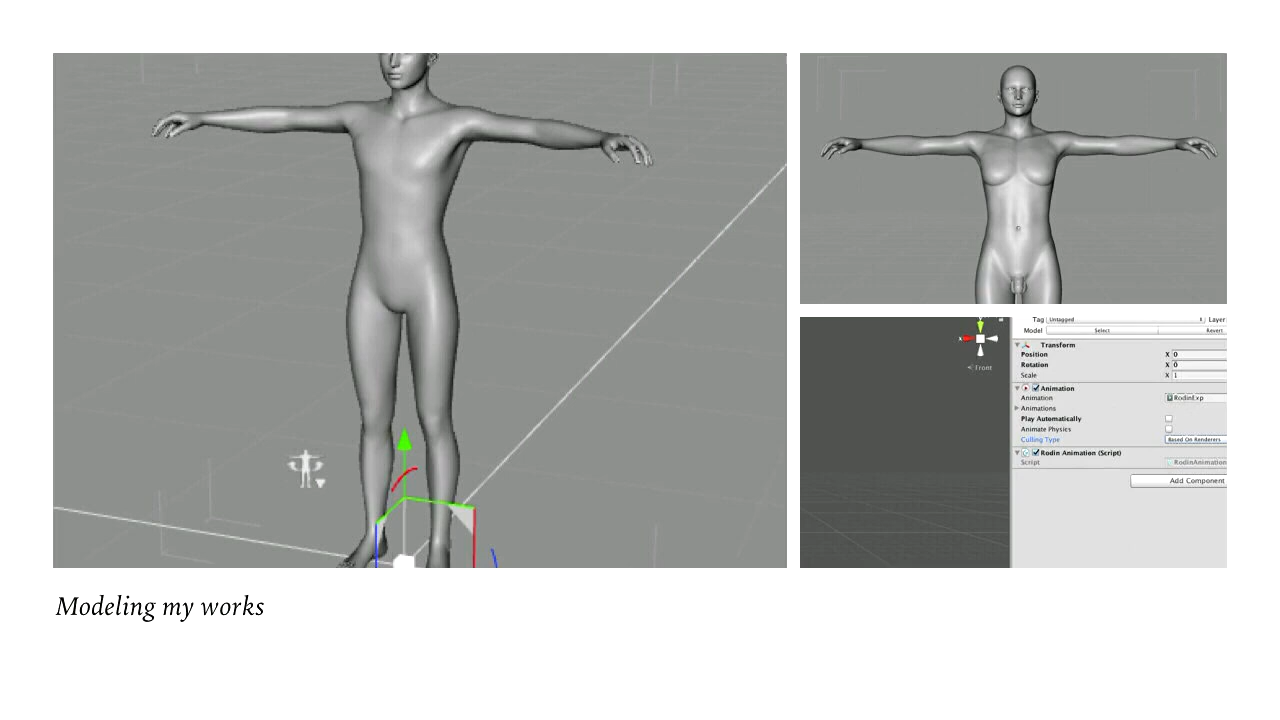 Tag Untagged Layer
Model Select Revert
Transform
Position X 0
Rotation X 0
Scale X 1
Animation
Animation RodinExp
Animations
Play Automatically
Animate Physics
Culling Type Based On Renderers
Rodin Animation (Script)
Script RodinAnimation
Add Component
x
Front
Modeling my works